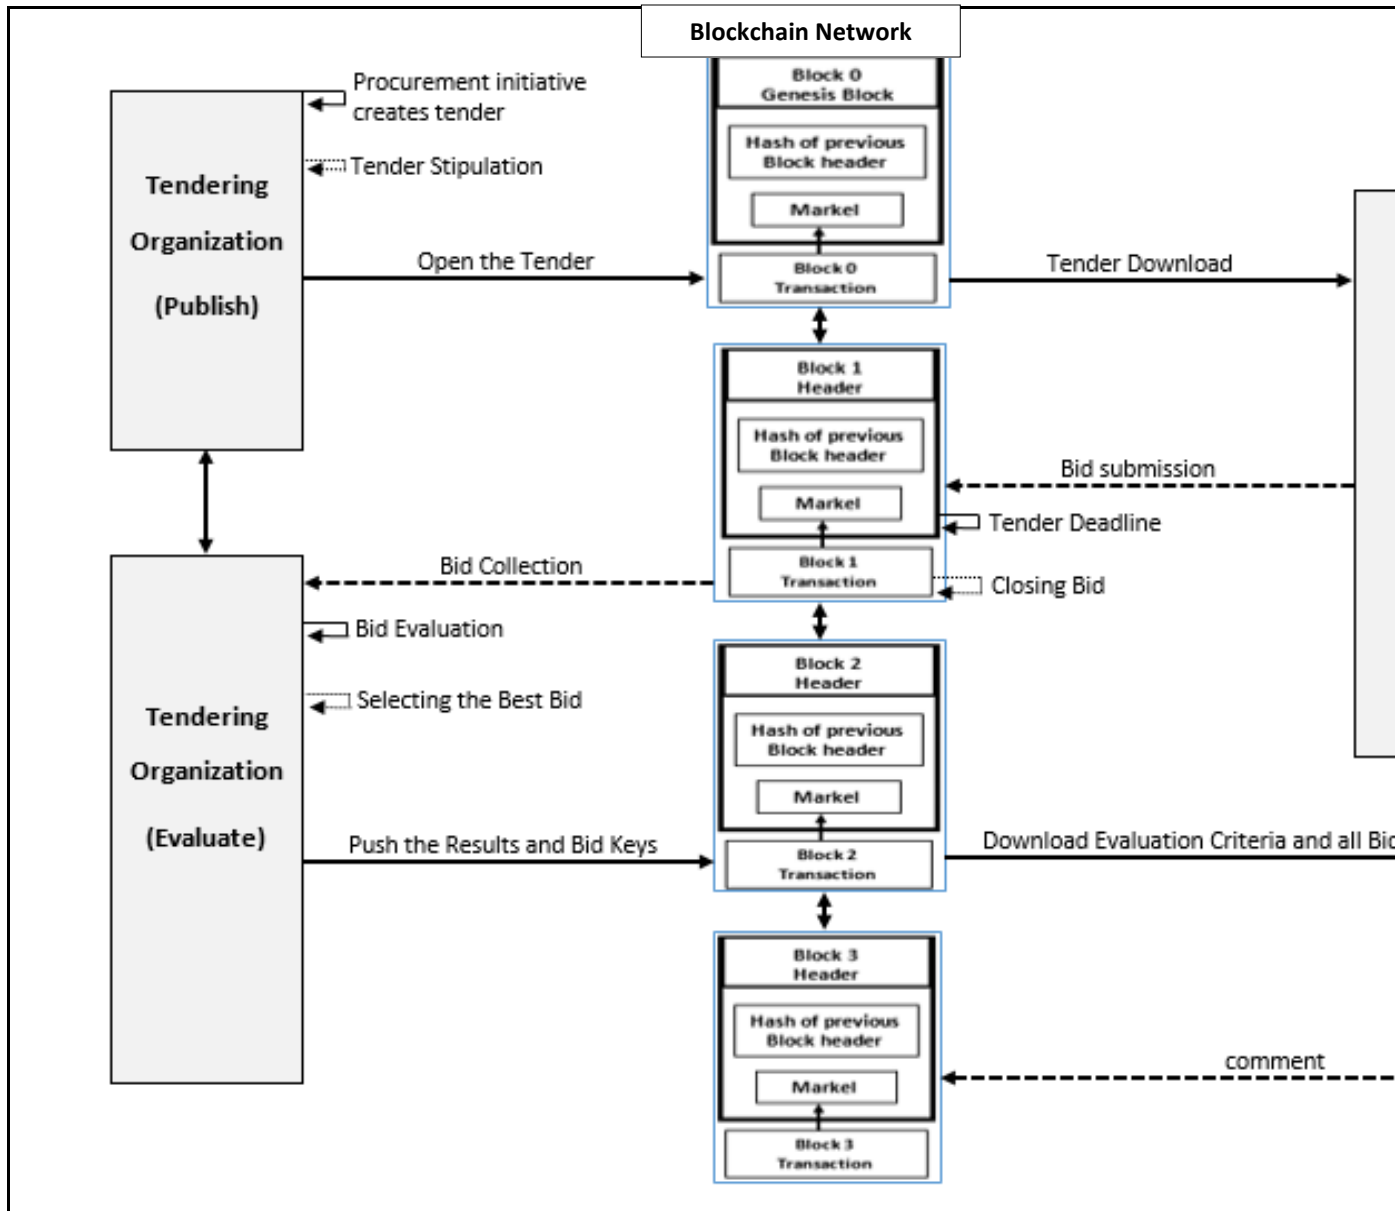 Blockchain Network
Procurement initiative
creates tender
Tender Stipulation
Tendering
Organization
(Publish)
Open the Tender
Block 0
Genesis Block
Hash of previous
Block header
Markel
Block 0
Transaction
Tender Download
Block 1
Header
Hash of previous
Block header
Markel
Block 1
Transaction
Bid submission
Tender Deadline
Closing Bid
Bid Collection
Bid Evaluation
Selecting the Best Bid
Tendering
Organization
(Evaluate)
Push the Results and Bid Keys
Block 2
Header
Hash of previous
Block header
Markel
Block 2
Transaction
Download Evaluation Criteria and all
Block 3
Header
Hash of previous
Block header
Markel
Block 3
Transaction
comment